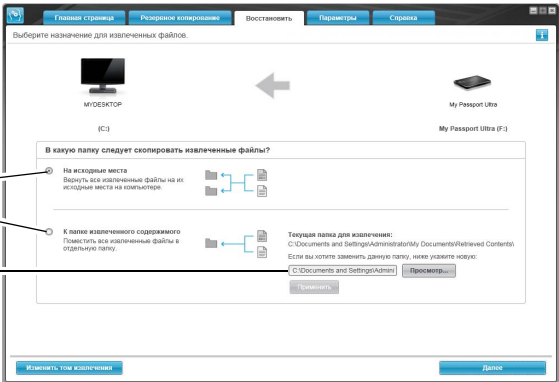 Главная страница
Резервное копирование
Восстановить
Параметры
Справка
Выберите назначение для извлеченных файлов.
MYDESKTOP
My Passport Ultra
(C:)
My Passport Ultra (F:)
В какую папку следует скопировать извлеченные файлы?
На исходные места
Вернуть все извлеченные файлы на их
исходные места на компьютере.
К папке извлеченного содержимого
Поместить все извлеченные файлы в
отдельную папку.
Текущая папка для извлечения:
C:\Documents and Settings\Administrator\My Documents\Retrieved Contents\
Если вы хотите заменить данную папку, ниже укажите новую:
C:\Documents and Settings\Admini
Просмотр...
Применить
Изменить том извлечения
Далее